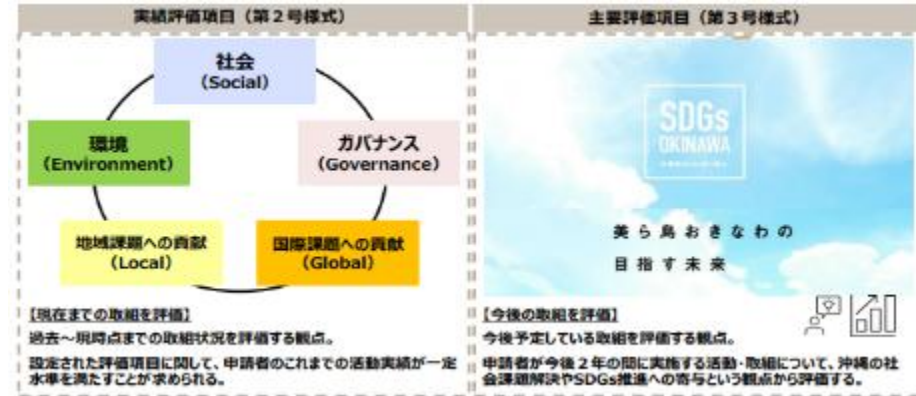 実績評価項目（第２号様式）
社会
(Social)
環境
(Environment)
ガバナンス
(Governance)
地域課題への貢献
(Local)
国際課題への貢献
(Global)
【現在までの取組を評価】
過去～現時点までの取組状況を評価する観点。
設定された評価項目に関して、申請者のこれまでの活動実績が一定
水準を満たすことが求められる。
主要評価項目（第３号様式）
SDGs
OKINAWA
美ら島おきなわの
目指す未来
【今後の取組を評価】
今後予定している取組を評価する観点。
申請者が今後２年の間に実施する活動・取組について、沖縄の社
会課題解決やSDGs推進への寄与という観点から評価する。